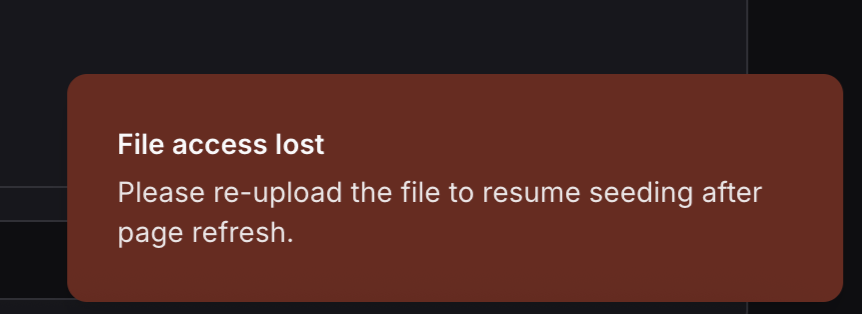 File access lost
Please re-upload the file to resume seeding after
page refresh.